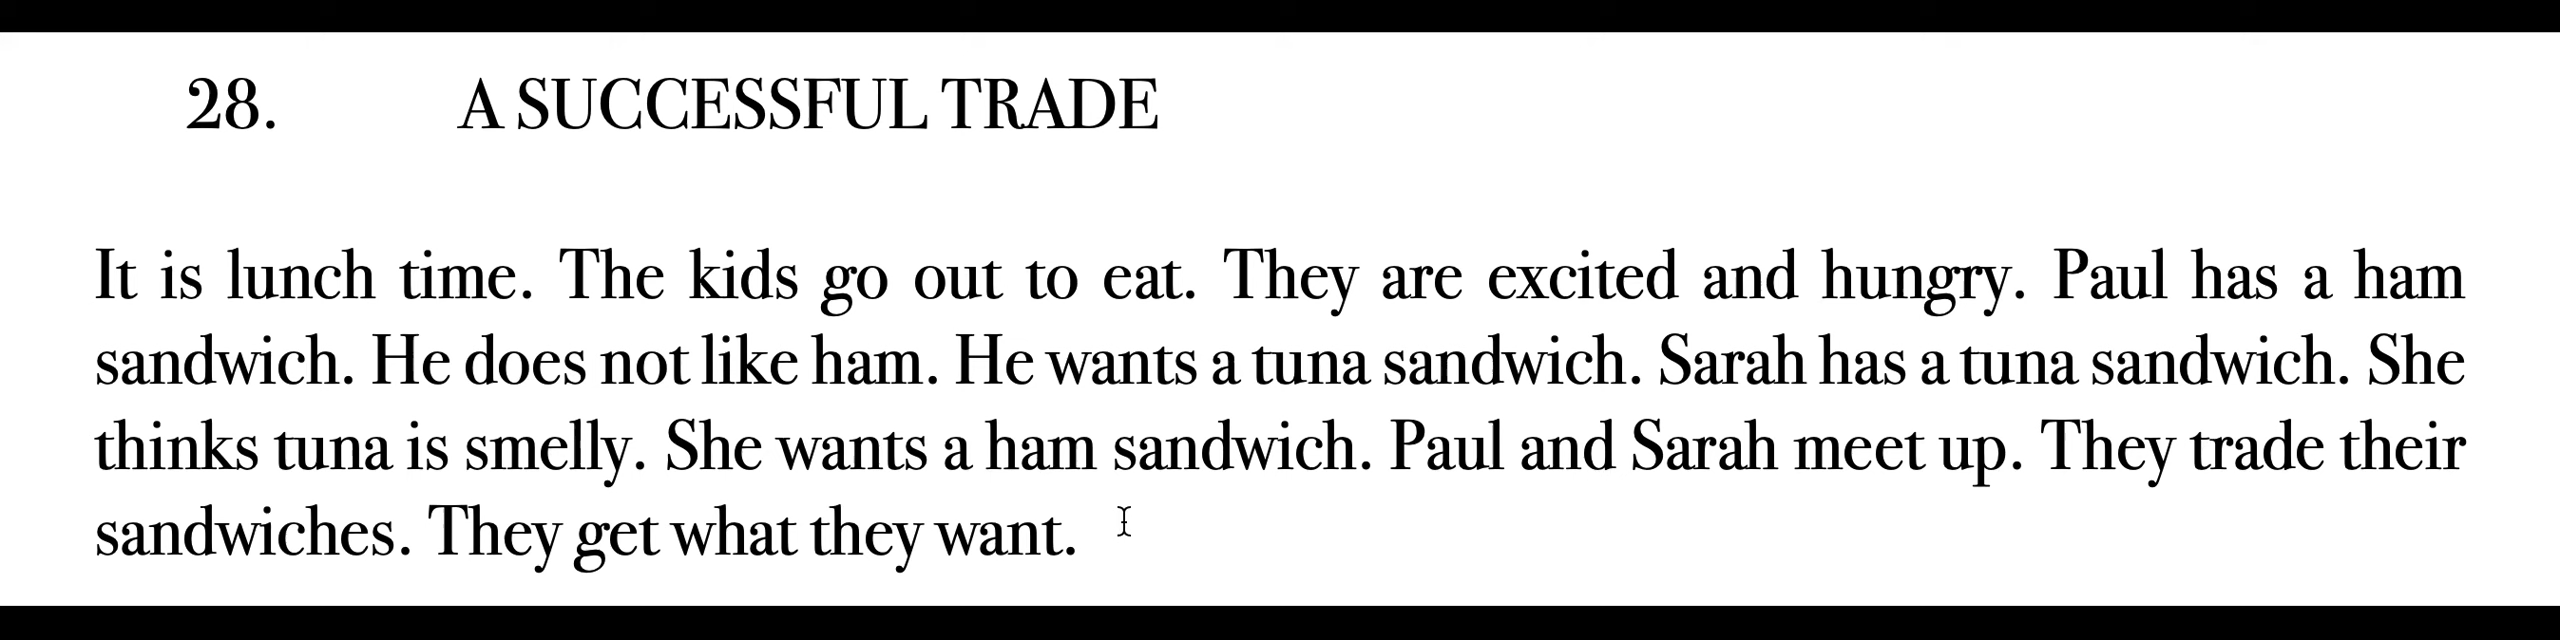 28. A SUCCESSFUL TRADE
It is lunch time. The kids go out to eat. They are excited and hungry. Paul has a ham
sandwich. He does not like ham. He wants a tuna sandwich. Sarah has a tuna sandwich. She
thinks tuna is smelly. She wants a ham sandwich. Paul and Sarah meet up. They trade their
sandwiches. They get what they want.